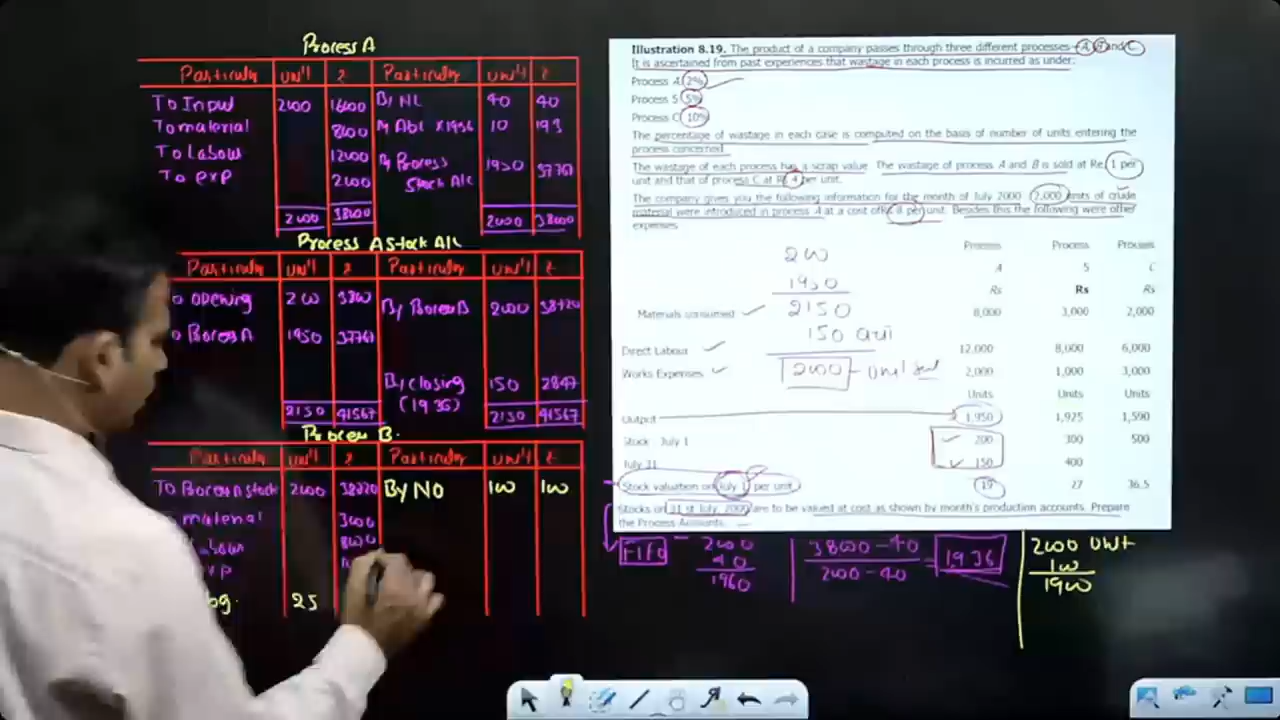 Process A
Particulars Unit ₹ Particulars Unit ₹
To Input 2000 16000 By NL 40 40
To material 8000 By Abl 10 193
To Labour 12000 By Process Stock A/c 1950 37767
To exp 2000
2000 38000 2000 38000
Process A Stock A/c
Particulars Unit ₹ Particulars Unit ₹
o opening 200 3800 By Process B 2000 38720
o Process A 1950 37767
By closing 150 2847
(1936)
2150 41567 2150 41567
Process B
Particulars Unit ₹ Particulars Unit ₹
To Process A stock 2000 38720 By No 100 100
material 3000
abour 8000
xp
25
Illustration 8.19. The product of a company passes through three different processes – A, B and C.
It is ascertained from past experiences that wastage in each process is incurred as under:
Process A 2%
Process 5 5%
Process C 10%
The percentage of wastage in each case is computed on the basis of number of units entering the
process concerned.
The wastage of each process has a scrap value. The wastage of process A and B is sold at Re. 1 per
unit and that of process C at Rs. 4 per unit.
The company gives you the following information for the month of July 2000 2,000 units of crude
material were introduced in process A at a cost of Rs. 8 per unit. Besides this the following were other
expenses
Process Process Process
A 5 C
Rs Rs Rs
Materials consumed 8,000 3,000 2,000
Direct Labour 12,000 8,000 6,000
Works Expenses 2,000 1,000 3,000
Units Units Units
Output 1,950 1,925 1,590
Stock July 1 200 300 500
July 31 150 400
Stock valuation on July 1 per unit 19 27 36.5
Stocks on 31 st July, 2000 are to be valued at cost as shown by month's production accounts. Prepare
the Process Accounts.
200
1950
2150
150
2000
FIFO
2000
40
1960
38000 - 40
2000 - 40
= 19.36
2000 Unit
100
1900